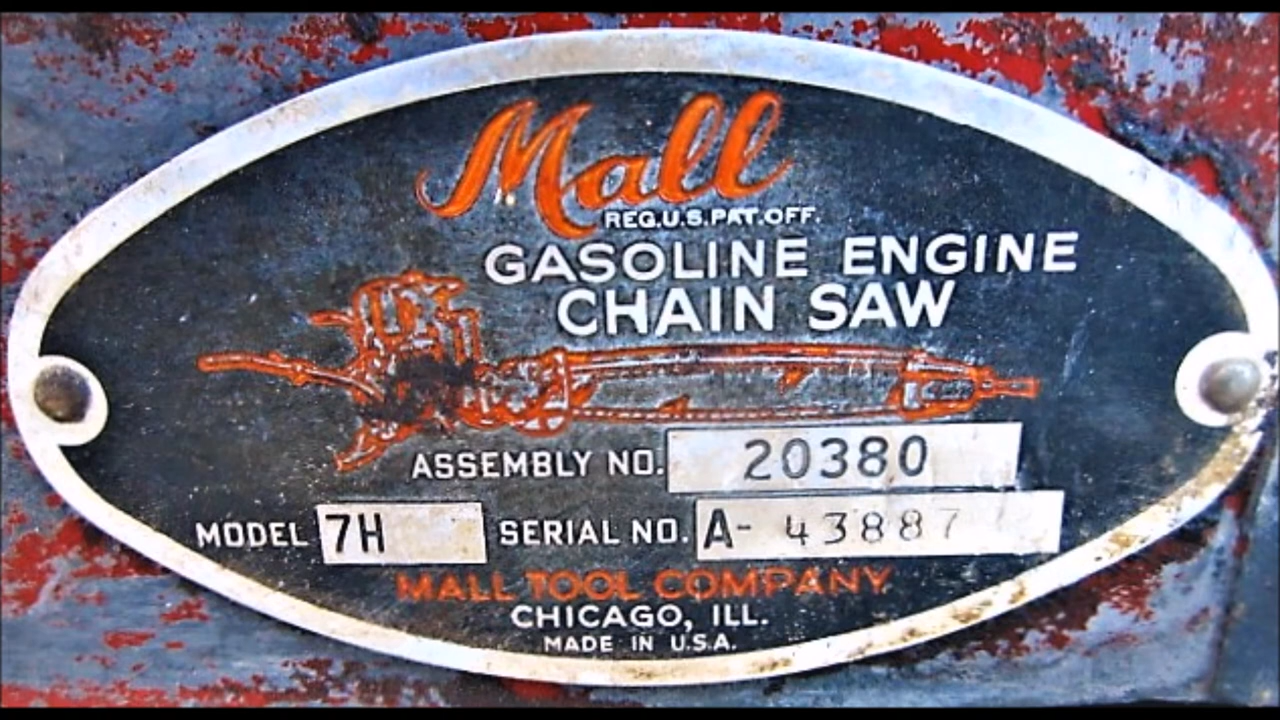 Mall
REG.U.S.PAT.OFF.
GASOLINE ENGINE
CHAIN SAW
ASSEMBLY NO. 20380
MODEL 7H SERIAL NO. A- 43887
MALL TOOL COMPANY
CHICAGO, ILL.
MADE IN U.S.A.